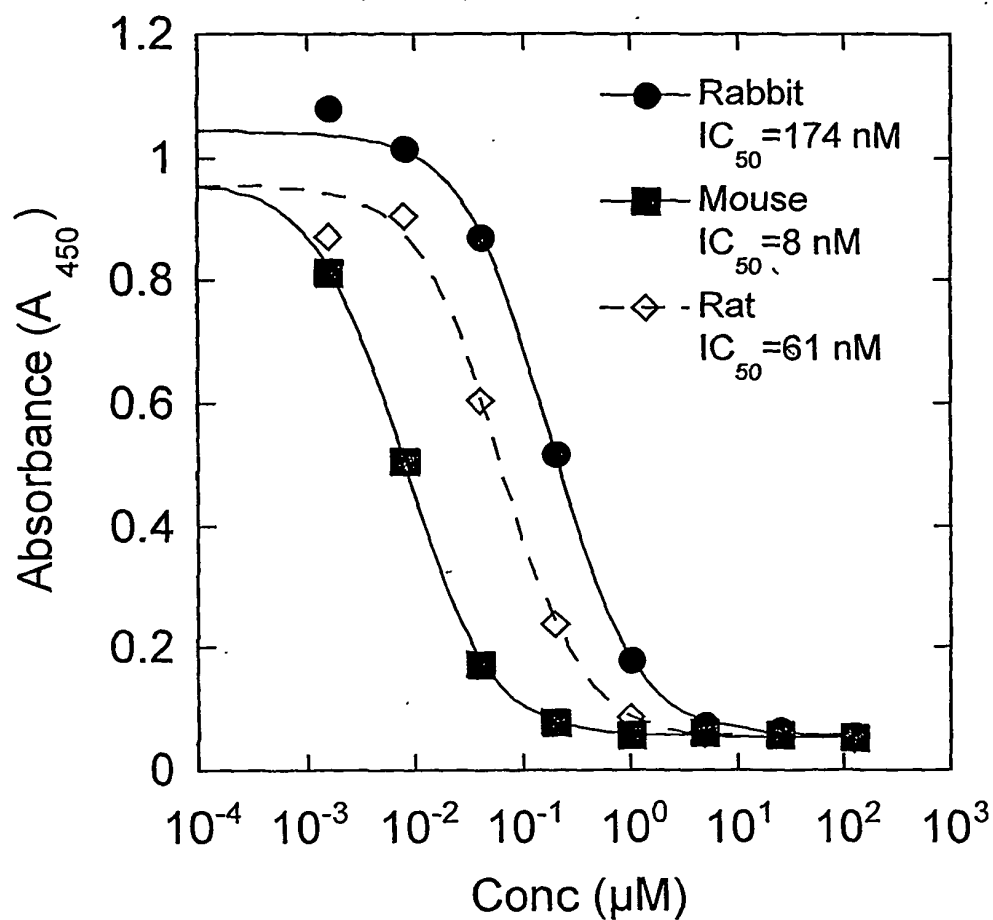 1.2
1
0.8
0.6
0.4
0.2
0
Absorbance (A 450)
Rabbit
IC50=174 nM
Mouse
IC50=8 nM
Rat
IC50=61 nM
10-4 10-3 10-2 10-1 100 101 102 103
Conc (µM)